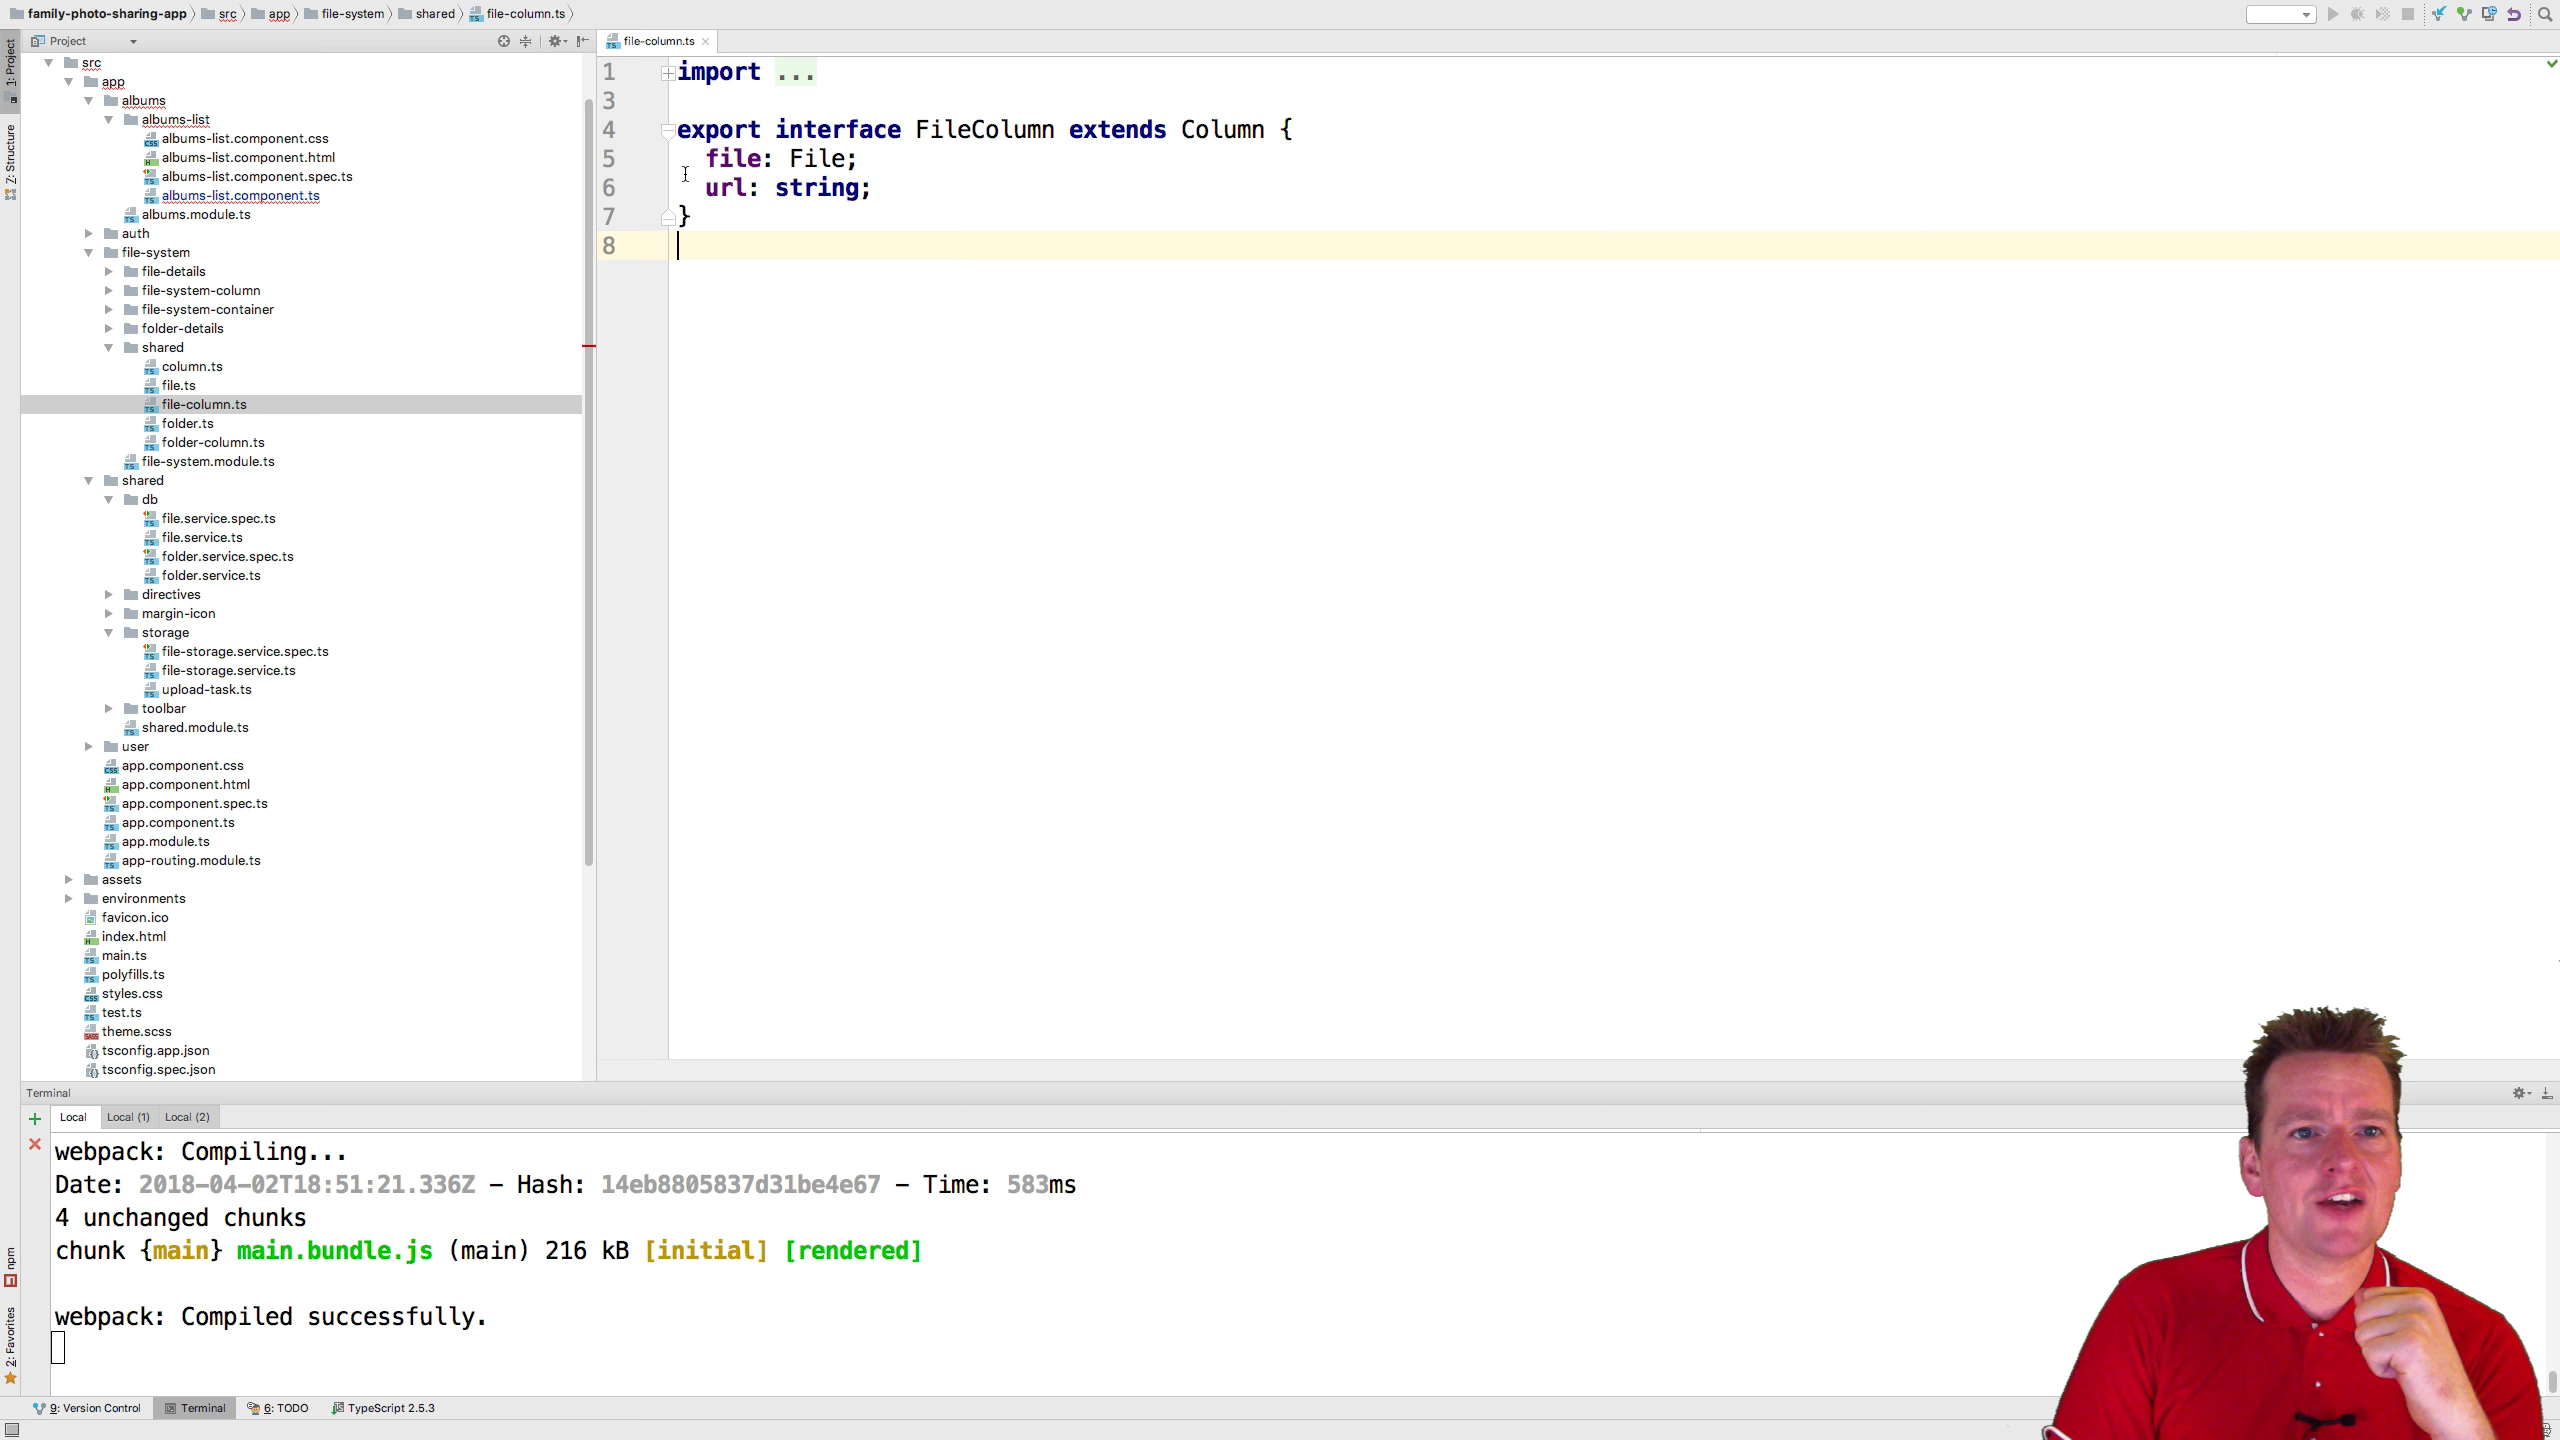 family-photo-sharing-app src app file-system shared file-column.ts
1: Project
Z: Structure
npm
2: Favorites
Project
src
app
albums
albums-list
albums-list.component.css
albums-list.component.html
albums-list.component.spec.ts
albums-list.component.ts
albums.module.ts
auth
file-system
file-details
file-system-column
file-system-container
folder-details
shared
column.ts
file.ts
file-column.ts
folder.ts
folder-column.ts
file-system.module.ts
shared
db
file.service.spec.ts
file.service.ts
folder.service.spec.ts
folder.service.ts
directives
margin-icon
storage
file-storage.service.spec.ts
file-storage.service.ts
upload-task.ts
toolbar
shared.module.ts
user
app.component.css
app.component.html
app.component.spec.ts
app.component.ts
app.module.ts
app-routing.module.ts
assets
environments
favicon.ico
index.html
main.ts
polyfills.ts
styles.css
test.ts
theme.scss
tsconfig.app.json
tsconfig.spec.json
file-column.ts
1 import ...
3
4 export interface FileColumn extends Column {
5 file: File;
6 url: string;
7 }
8
Terminal
Local Local (1) Local (2)
webpack: Compiling...
Date: 2018-04-02T18:51:21.336Z - Hash: 14eb8805837d31be4e67 - Time: 583ms
4 unchanged chunks
chunk {main} main.bundle.js (main) 216 kB [initial] [rendered]
webpack: Compiled successfully.
9: Version Control Terminal 6: TODO TypeScript 2.5.3